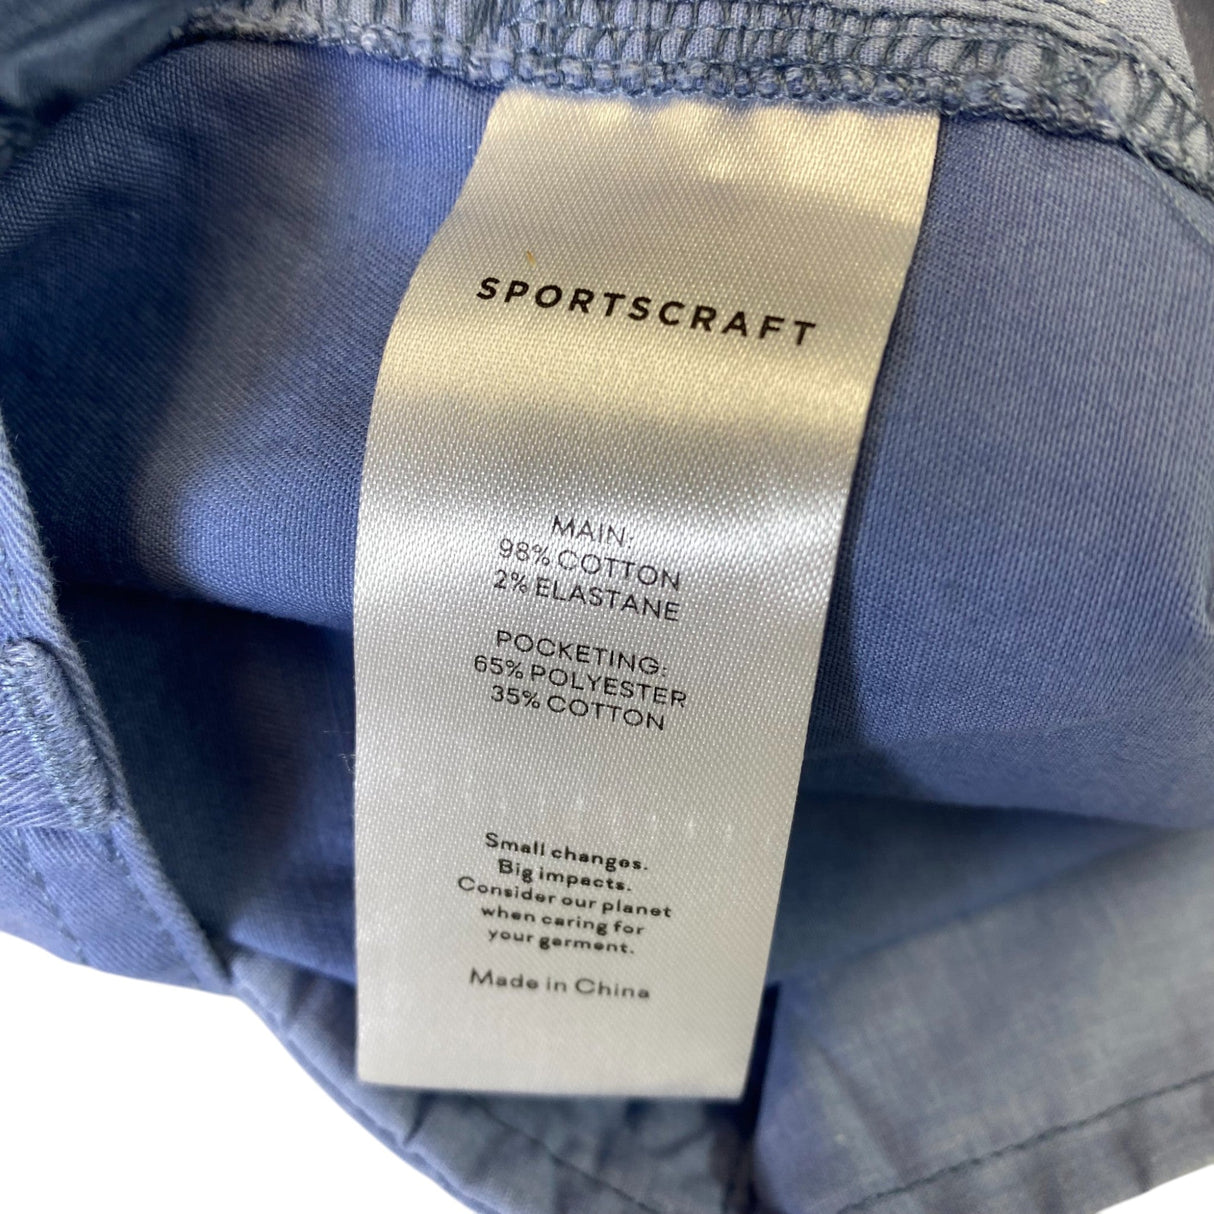 SPORTSCRAFT
MAIN:
98% COTTON
2% ELASTANE
POCKETING:
65% POLYESTER
35% COTTON
Small changes.
Big impacts.
Consider our planet
when caring for
your garment.
Made in China